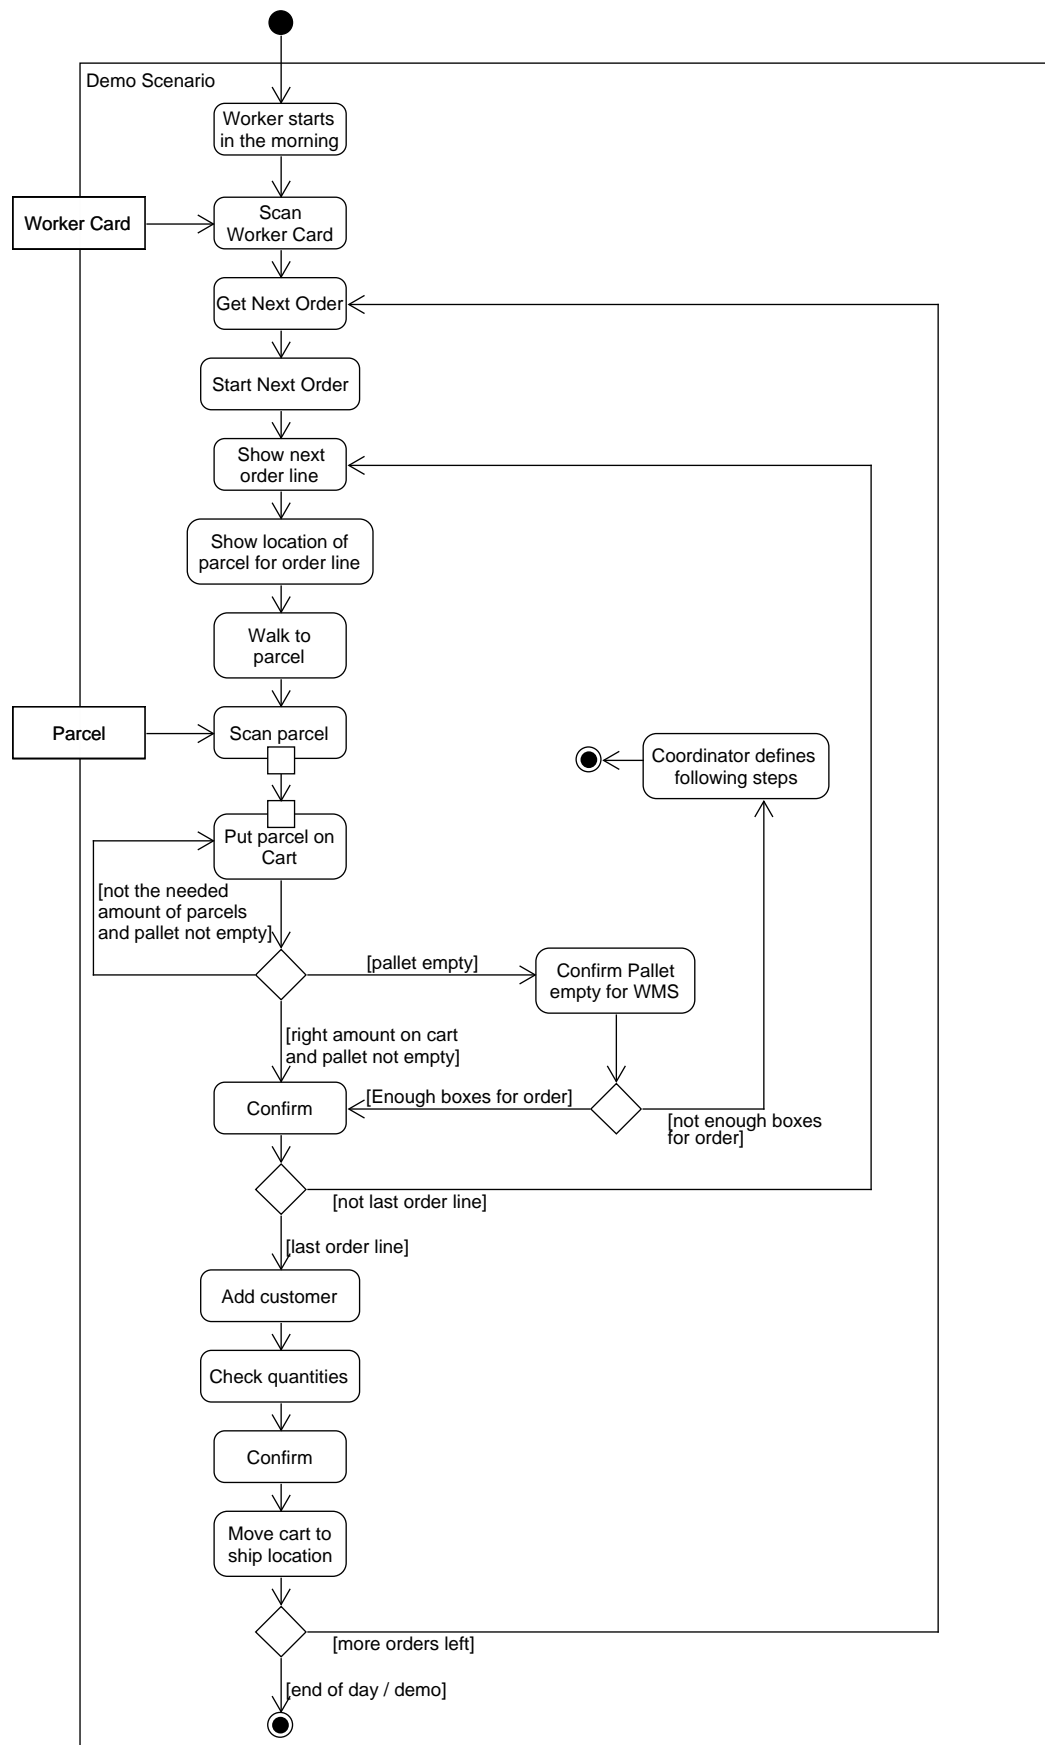 Demo Scenario
Worker starts
in the morning
Worker Card
Scan
Worker Card
Get Next Order
Start Next Order
Show next
order line
Show location of
parcel for order line
Walk to
parcel
Parcel
Scan parcel
Coordinator defines
following steps
Put parcel on
Cart
[not the needed
amount of parcels
and pallet not empty]
[pallet empty]
Confirm Pallet
empty for WMS
[right amount on cart
and pallet not empty]
[Enough boxes for order]
Confirm
[not enough boxes
for order]
[not last order line]
[last order line]
Add customer
Check quantities
Confirm
Move cart to
ship location
[more orders left]
[end of day / demo]